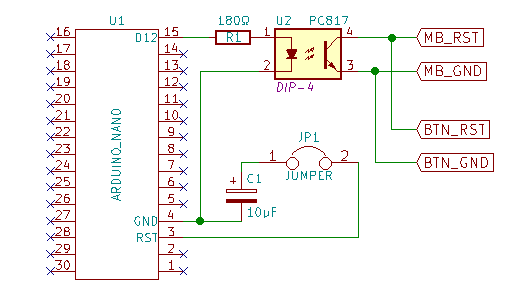 U1
180Ω
U2 PC817
16 D12 15 R1 1 4 MB_RST
17 14
18 13 2 3 MB_GND
19 12 DIP-4
20 11
21 10 BTN_RST
22 9 JP1
23 8 1 2 BTN_GND
24 7 JUMPER
25 6 + C1
26 5
27 GND 4 10µF
28 RST 3
29 2
30 1
ARDUINO_NANO